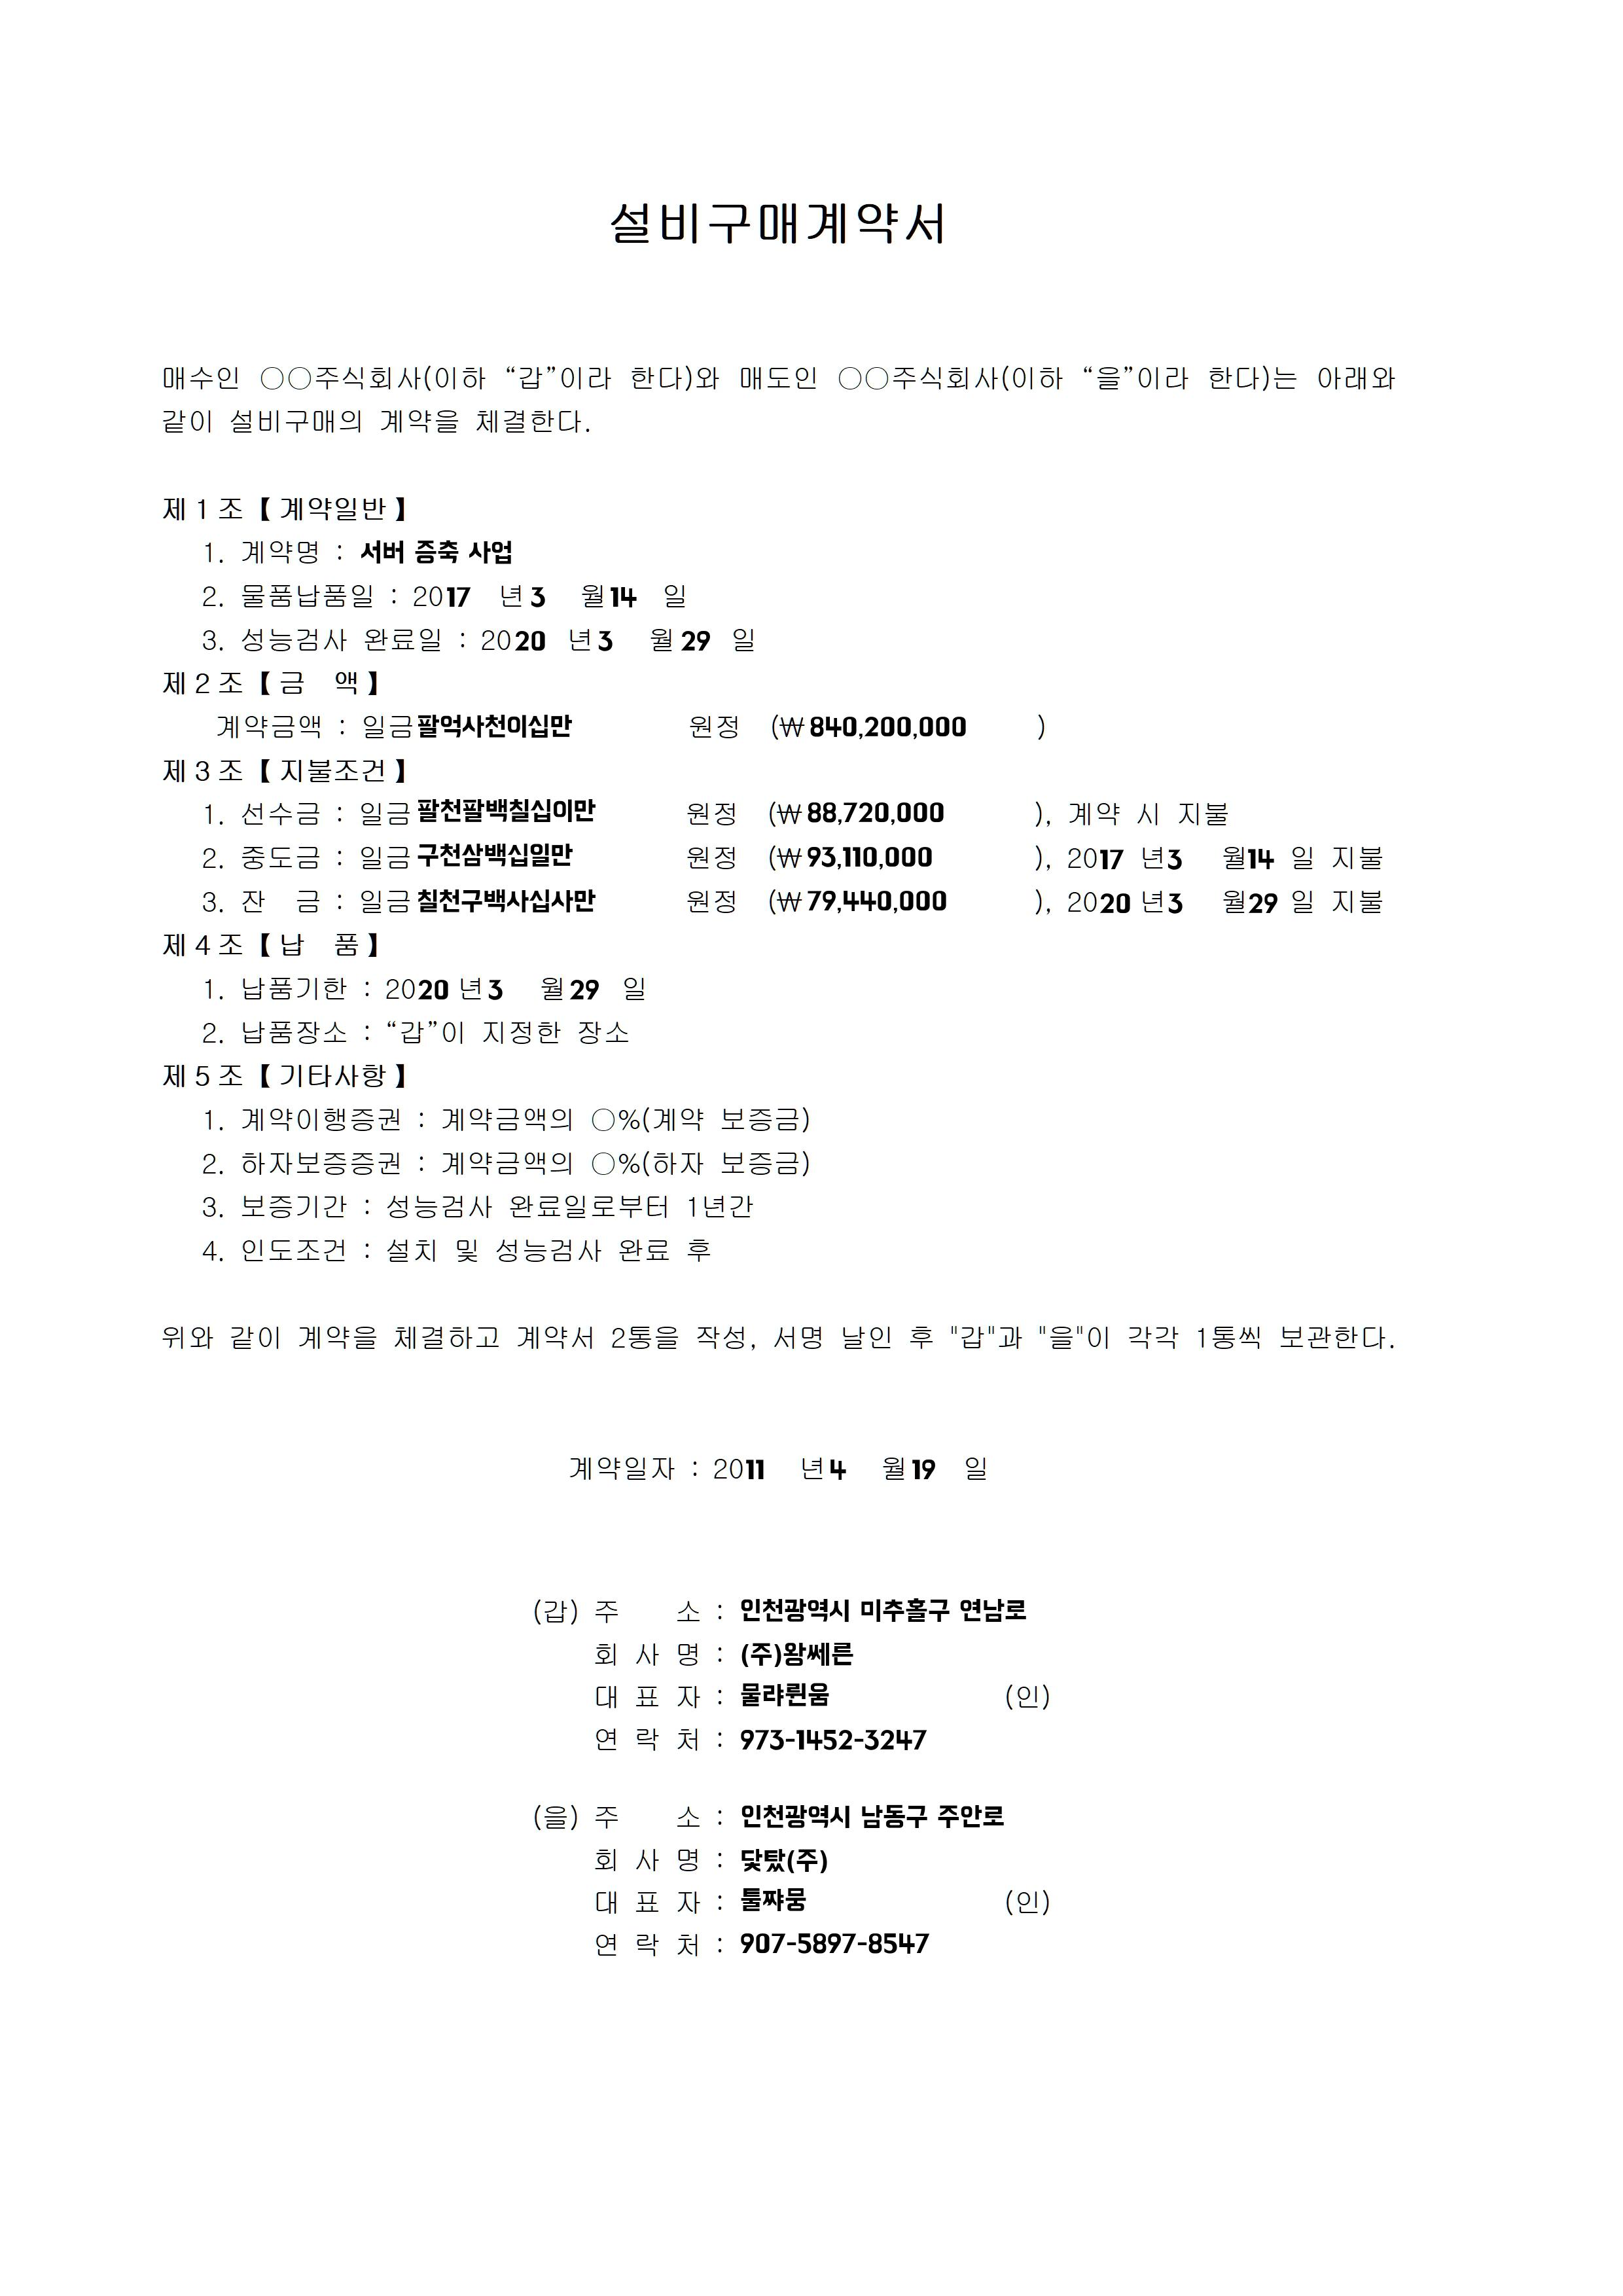 설비구매계약서
매수인 ○○주식회사(이하 “갑”이라 한다)와 매도인 ○○주식회사(이하 “을”이라 한다)는 아래와
같이 설비구매의 계약을 체결한다.
제1조【계약일반】
1. 계약명 : 서버 증축 사업
2. 물품납품일 : 2017 년 3 월 14 일
3. 성능검사 완료일 : 2020 년 3 월 29 일
제2조【금 액】
계약금액 : 일금 팔억사천이십만 원정 (₩840,200,000 )
제3조【지불조건】
1. 선수금 : 일금 팔천팔백칠십이만 원정 (₩88,720,000 ), 계약 시 지불
2. 중도금 : 일금 구천삼백십일만 원정 (₩93,110,000 ), 2017 년 3 월 14 일 지불
3. 잔 금 : 일금 칠천구백사십사만 원정 (₩79,440,000 ), 2020 년 3 월 29 일 지불
제4조【납 품】
1. 납품기한 : 2020 년 3 월 29 일
2. 납품장소 : “갑”이 지정한 장소
제5조【기타사항】
1. 계약이행증권 : 계약금액의 ○%(계약 보증금)
2. 하자보증증권 : 계약금액의 ○%(하자 보증금)
3. 보증기간 : 성능검사 완료일로부터 1년간
4. 인도조건 : 설치 및 성능검사 완료 후
위와 같이 계약을 체결하고 계약서 2통을 작성, 서명 날인 후 "갑"과 "을"이 각각 1통씩 보관한다.
계약일자 : 2011 년 4 월 19 일
(갑) 주 소 : 인천광역시 미추홀구 연남로
회 사 명 : (주)왕쎄른
대 표 자 : 물랴뤈움 (인)
연 락 처 : 973-1452-3247
(을) 주 소 : 인천광역시 남동구 주안로
회 사 명 : 닻탔(주)
대 표 자 : 툴쨔뭉 (인)
연 락 처 : 907-5897-8547